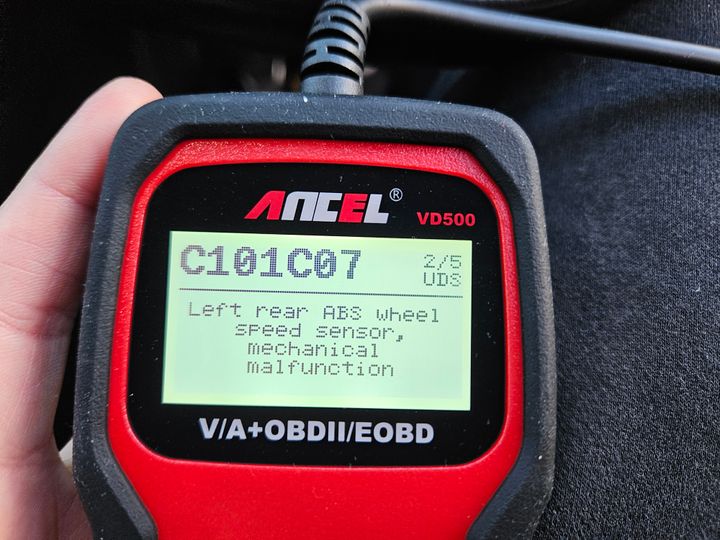 ANCEL®
VD500
C101C07 2/5
UDS
Left rear ABS wheel
speed sensor,
mechanical
malfunction
V/A+OBDII/EOBD